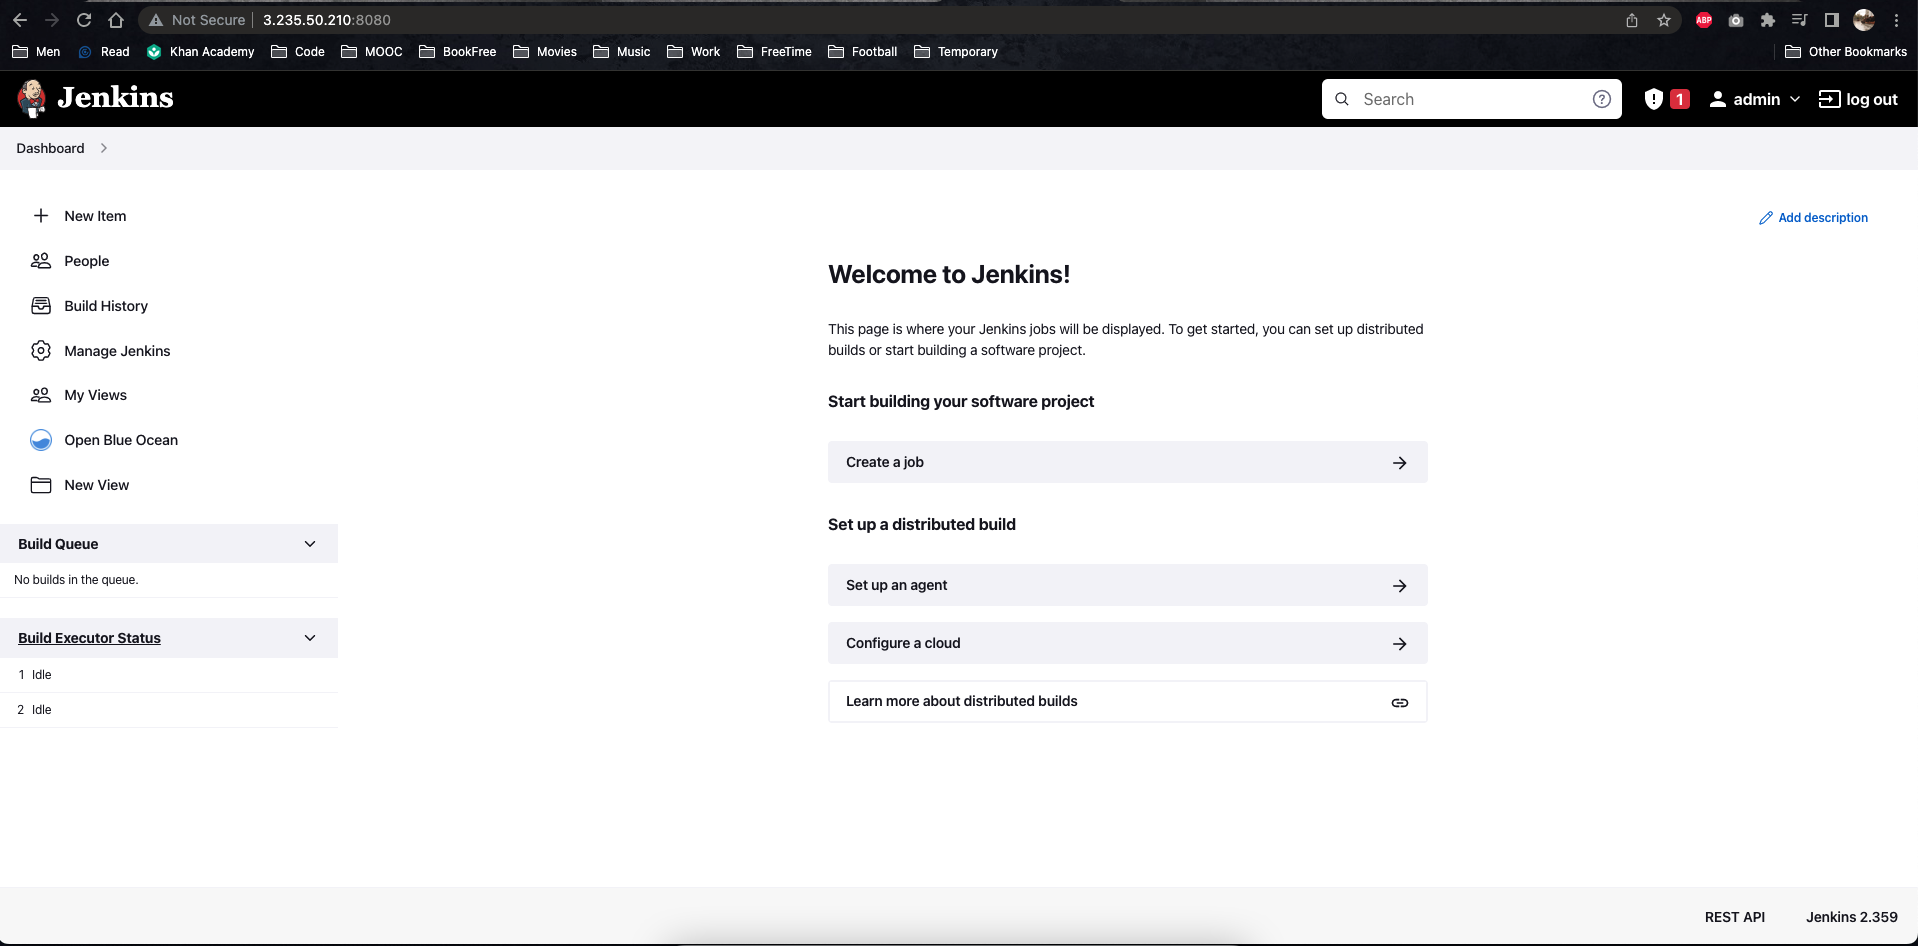 Not Secure 3.235.50.210:8080
ABP
Men Read Khan Academy Code MOOC BookFree Movies Music Work FreeTime Football Temporary Other Bookmarks
Jenkins Search ? 1 admin log out
Dashboard
New Item
People
Build History
Manage Jenkins
My Views
Open Blue Ocean
New View
Build Queue
No builds in the queue.
Build Executor Status
1 Idle
2 Idle
Add description
Welcome to Jenkins!
This page is where your Jenkins jobs will be displayed. To get started, you can set up distributed
builds or start building a software project.
Start building your software project
Create a job
Set up a distributed build
Set up an agent
Configure a cloud
Learn more about distributed builds
REST API Jenkins 2.359